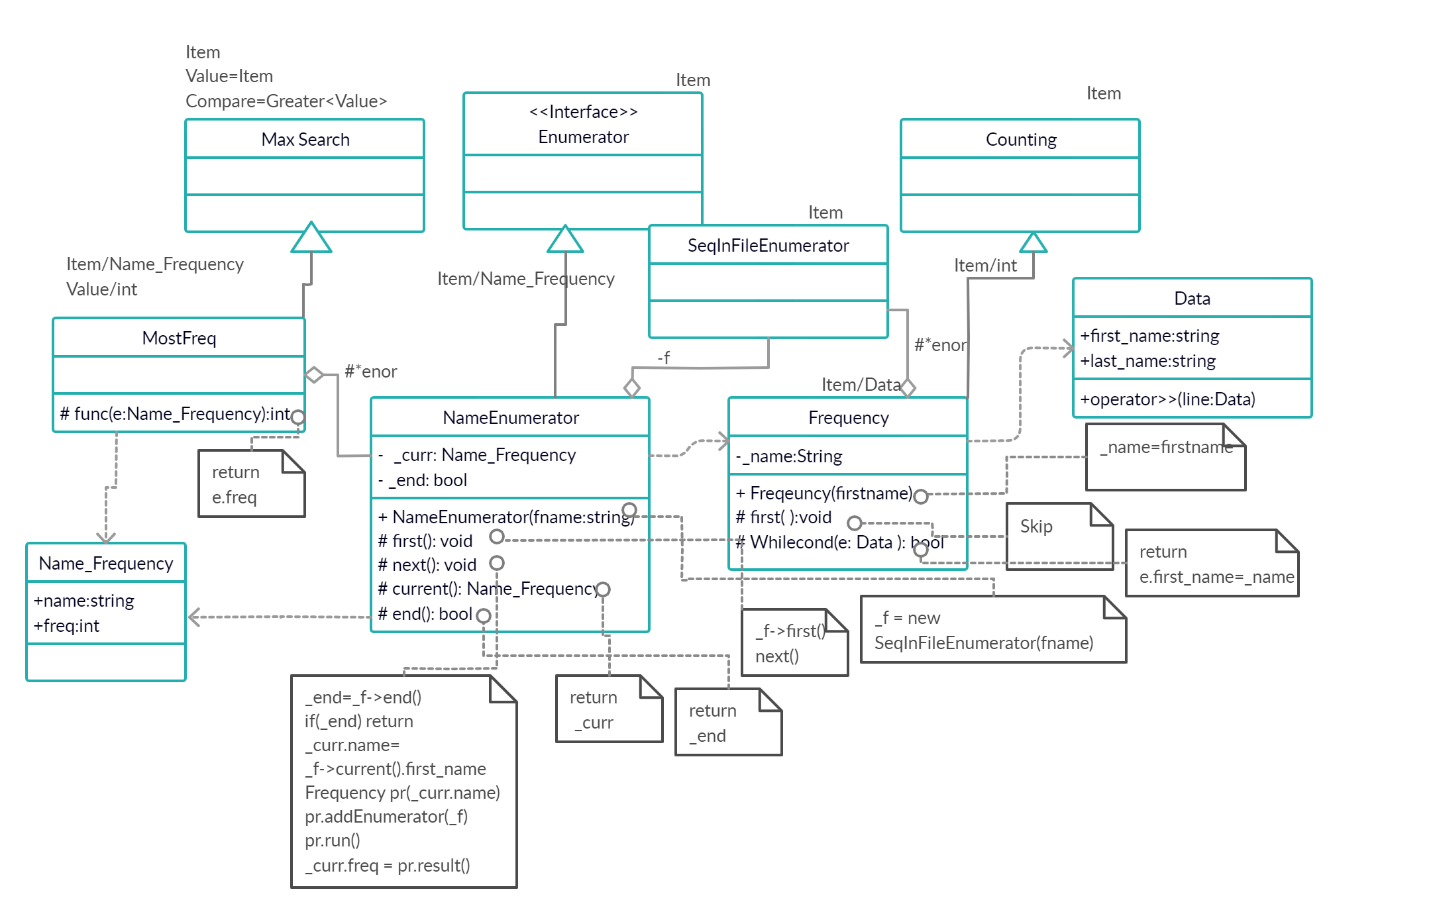 Item
Value=Item
Compare=Greater<Value>
Max Search
Item
<<Interface>>
Enumerator
Item
SeqInFileEnumerator
Item
Counting
Item/Name_Frequency
Value/int
Item/Name_Frequency
Item/int
MostFreq
# func(e:Name_Frequency):int
#*enor
-f
#*enor
Item/Data
Data
+first_name:string
+last_name:string
+operator>>(line:Data)
return
e.freq
NameEnumerator
- _curr: Name_Frequency
- _end: bool
+ NameEnumerator(fname:string)
# first(): void
# next(): void
# current(): Name_Frequency
# end(): bool
Frequency
-_name:String
+ Freqeuncy(firstname)
# first( ):void
# Whilecond(e: Data ): bool
_name=firstname
Skip
return
e.first_name=_name
Name_Frequency
+name:string
+freq:int
_f->first()
next()
_f = new
SeqInFileEnumerator(fname)
_end=_f->end()
if(_end) return
_curr.name=
_f->current().first_name
Frequency pr(_curr.name)
pr.addEnumerator(_f)
pr.run()
_curr.freq = pr.result()
return
_curr
return
_end